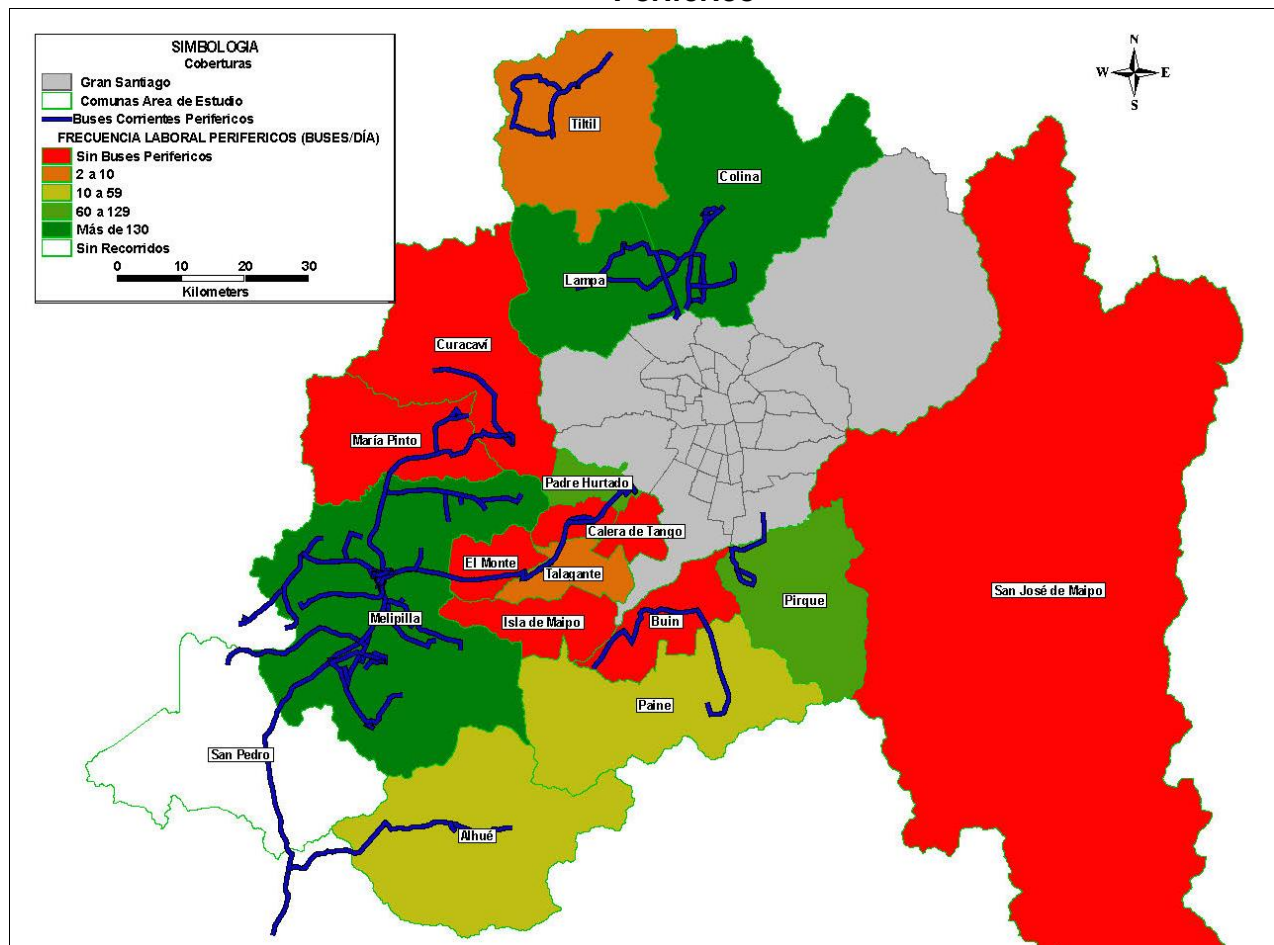 SIMBOLOGIA
Coberturas
Gran Santiago
Comunas Area de Estudio
Buses Corrientes Perifericos
FRECUENCIA LABORAL PERIFERICOS (BUSES/DÍA)
Sin Buses Perifericos
2 a 10
10 a 59
60 a 129
Más de 130
Sin Recorridos
0 10 20 30
Kilometers
N
W E
S
Tiltil
Colina
Lampa
Curacaví
María Pinto
Padre Hurtado
Calera de Tango
El Monte
Talagante
San José de Maipo
Pirque
Melipilla
Isla de Maipo
Buin
Paine
San Pedro
Alhué